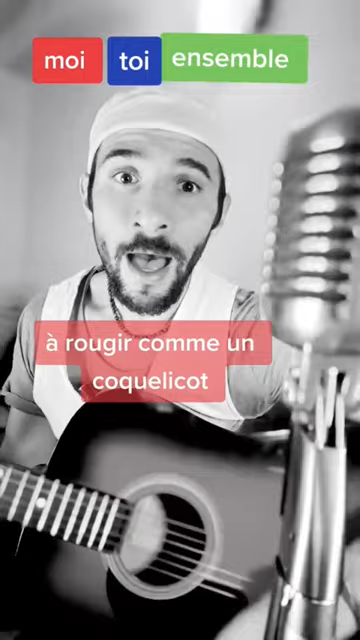 moi toi ensemble
à rougir comme un
coquelicot